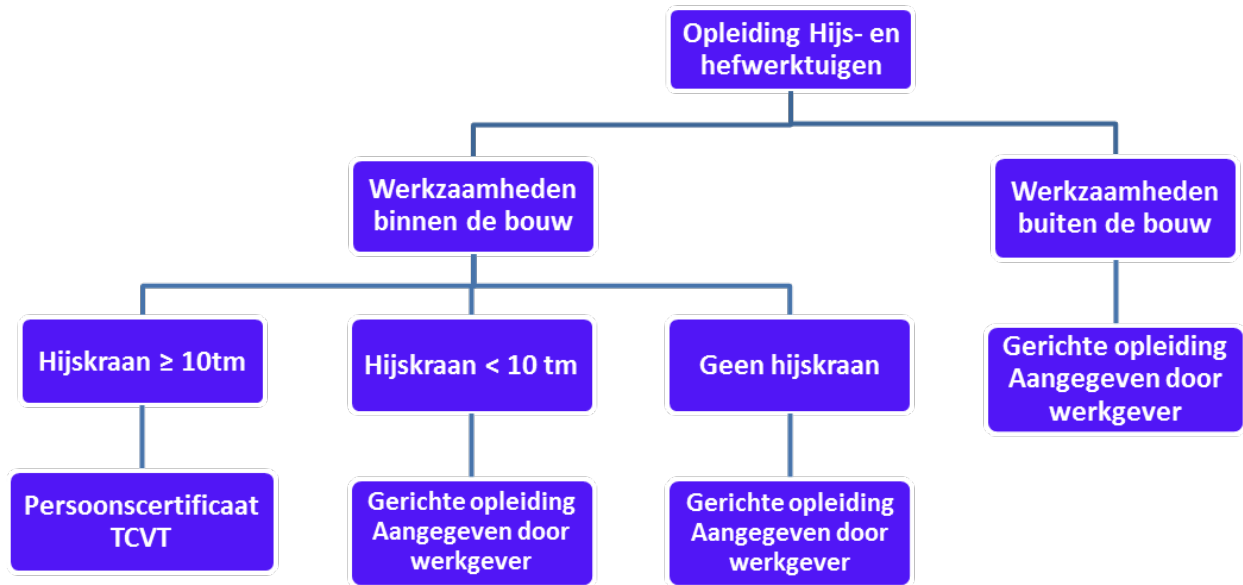 Opleiding Hijs- en
hefwerktuigen
Werkzaamheden
binnen de bouw
Werkzaamheden
buiten de bouw
Hijskraan ≥ 10tm
Hijskraan < 10 tm
Geen hijskraan
Gerichte opleiding
Aangegeven door
werkgever
Persoonscertificaat
TCVT
Gerichte opleiding
Aangegeven door
werkgever
Gerichte opleiding
Aangegeven door
werkgever